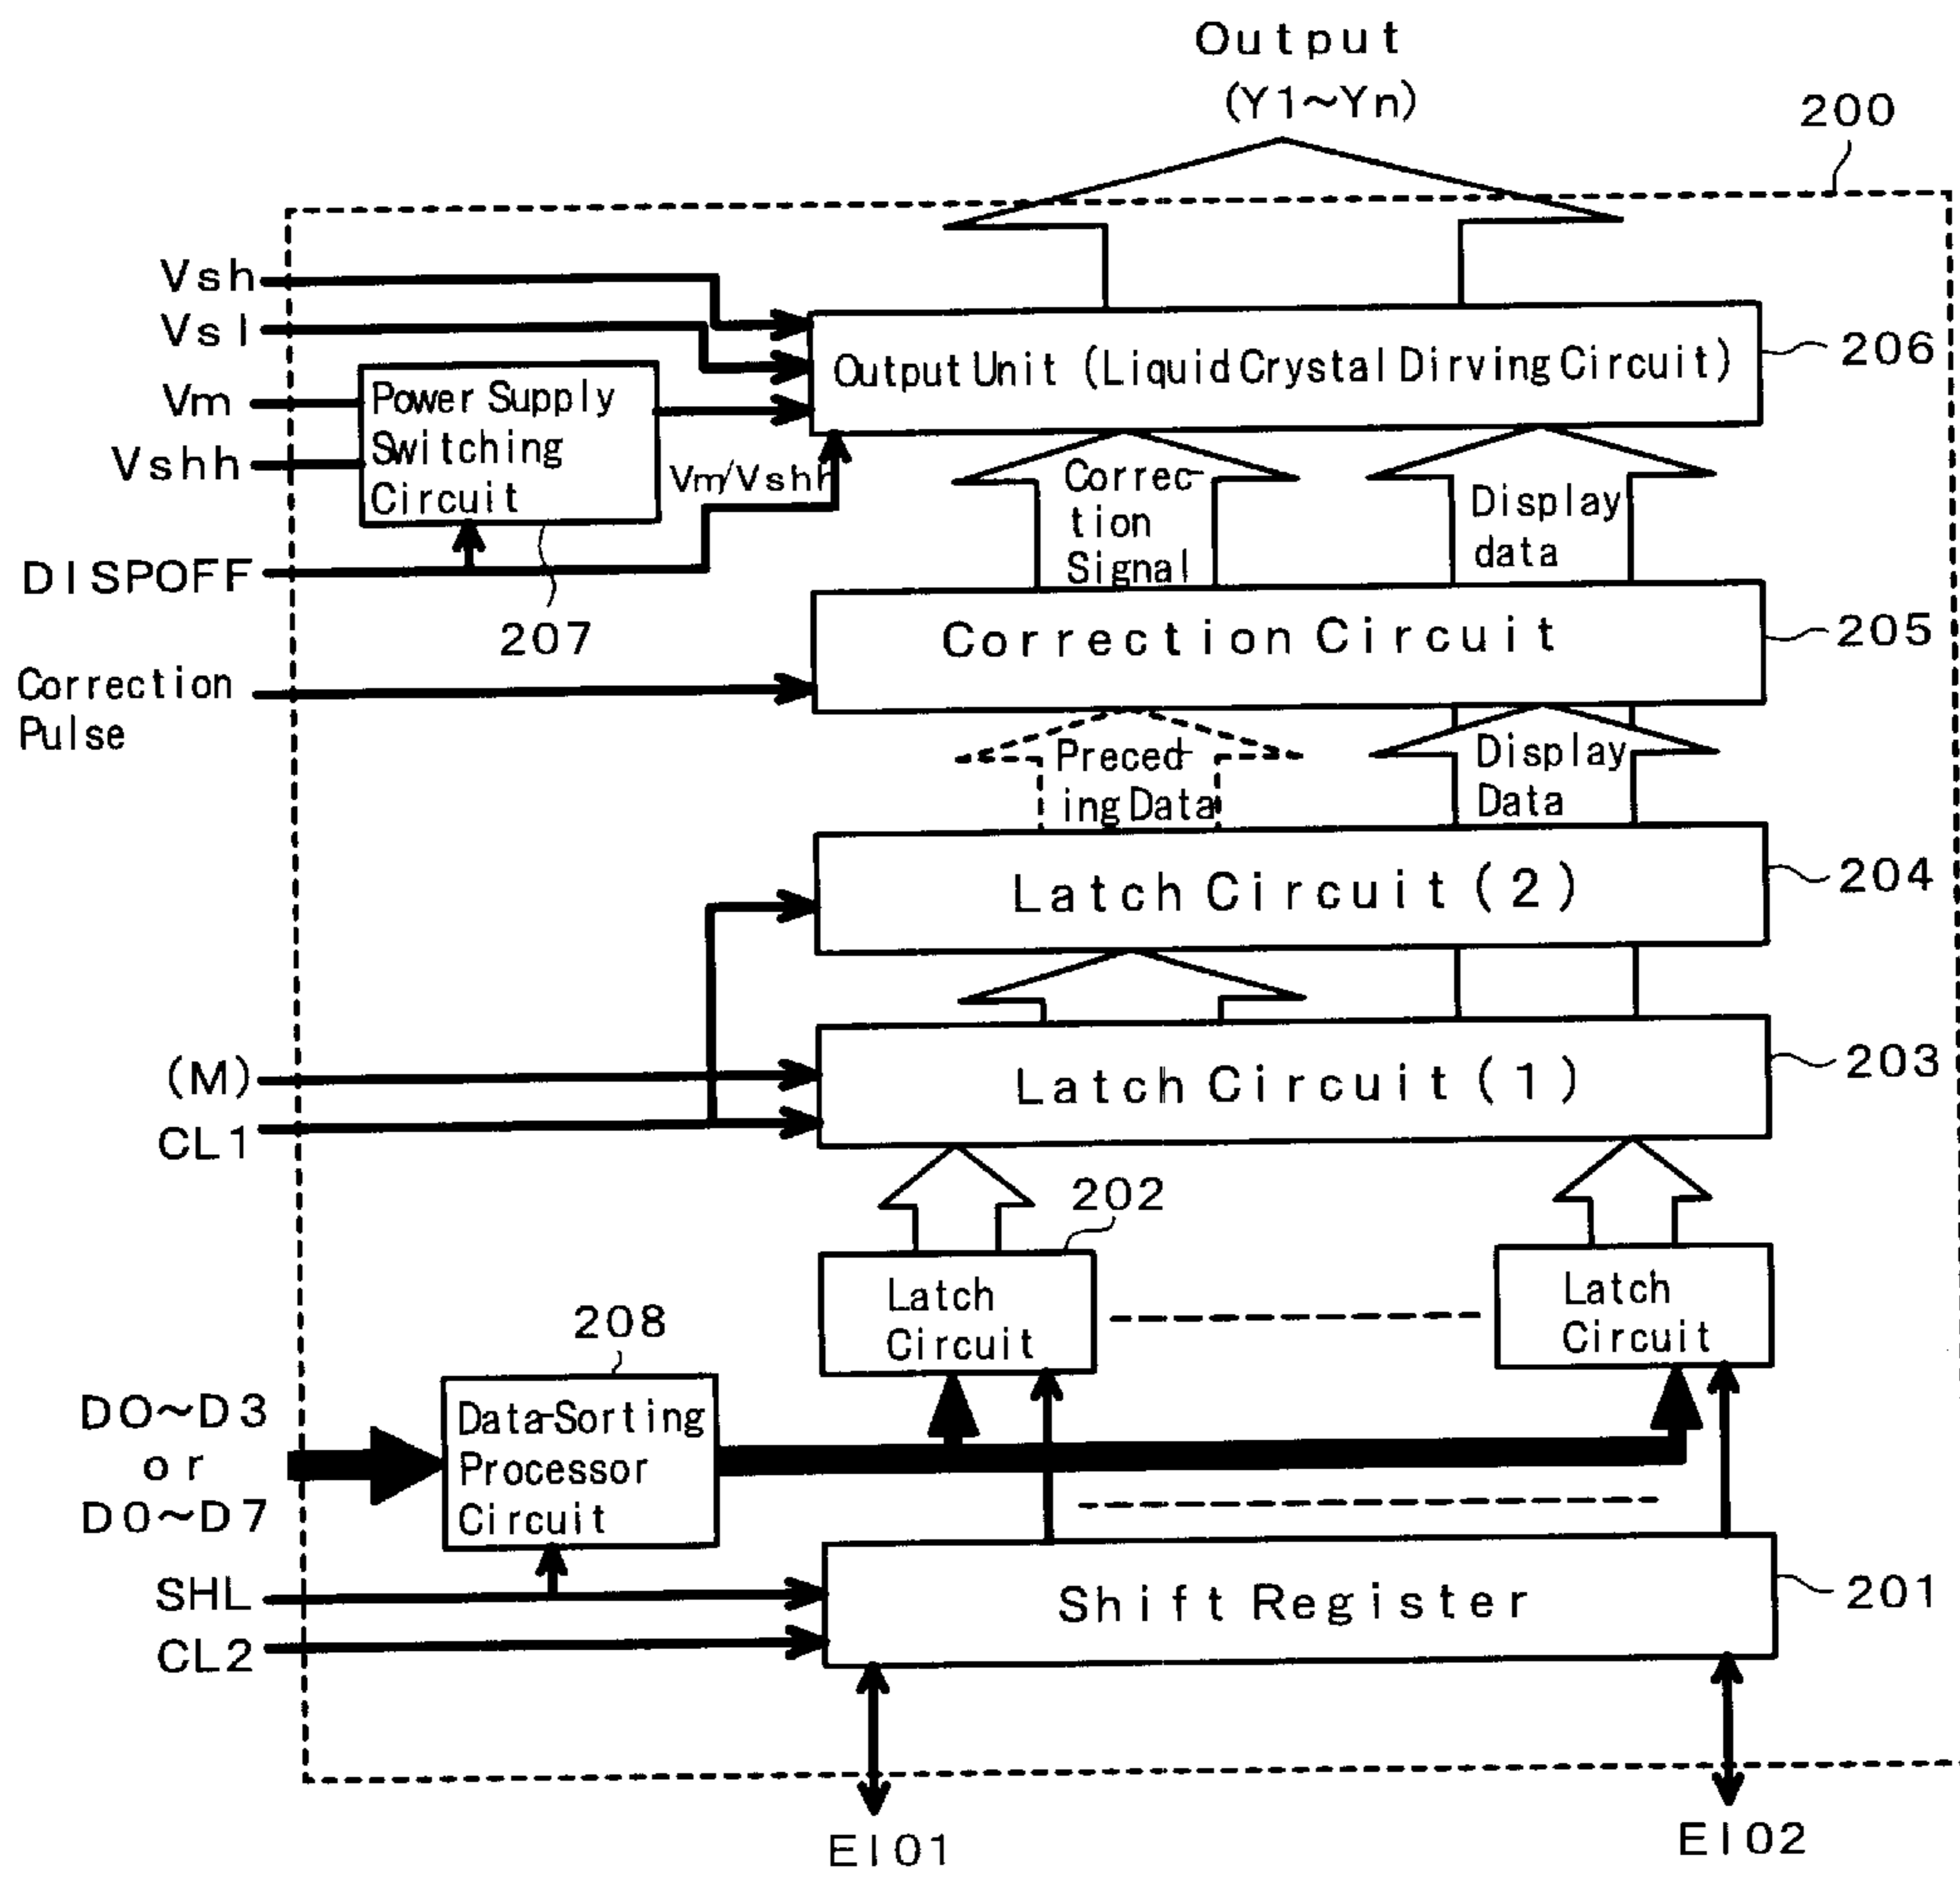 Output
(Y1~Yn)
200
Vsh
Vsl
Vm
Vshh
DISPOFF
Power Supply
Switching
Circuit
207
Vm/Vshh
Output Unit (Liquid Crystal Dirving Circuit)
206
Correc-
tion
Signal
Display
data
Correction
Pulse
Correction Circuit
205
Preced-
ing Data
Display
Data
Latch Circuit (2)
204
(M)
CL1
Latch Circuit (1)
203
202
Latch
Circuit
Latch
Circuit
208
D0~D3
or
D0~D7
Data-Sorting
Processor
Circuit
SHL
CL2
Shift Register
201
EIO1
EIO2